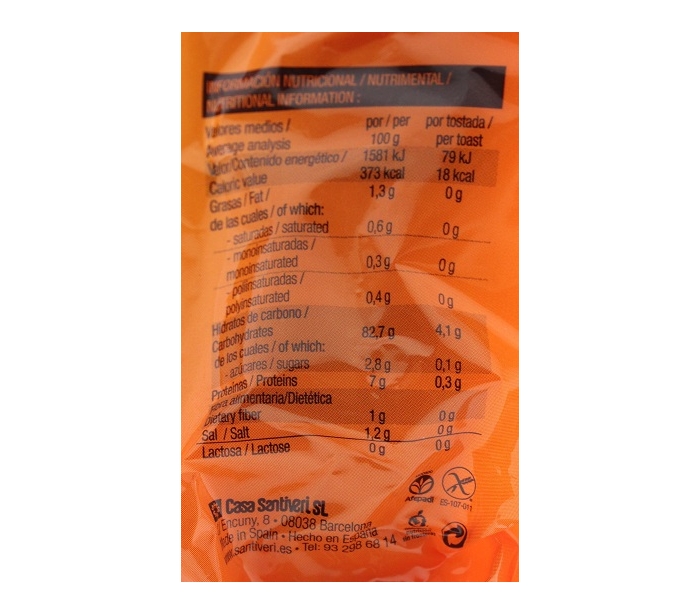 INFORMACIÓN NUTRICIONAL / NUTRIMENTAL /
NUTRITIONAL INFORMATION :
Valores medios / por / per por tostada /
Average analysis 100 g per toast
Valor/Contenido energético / 1581 kJ 79 kJ
Caloric value 373 kcal 18 kcal
Grasas / Fat / 1,3 g 0 g
de las cuales / of which:
- saturadas / saturated 0,6 g 0 g
- monoinsaturadas /
monoinsaturated 0,3 g 0 g
- poliinsaturadas /
polyinsaturated 0,4 g 0 g
Hidratos de carbono /
Carbohydrates 82,7 g 4,1 g
de los cuales / of which:
- azúcares / sugars 2,8 g 0,1 g
Proteínas / Proteins 7 g 0,3 g
Fibra alimentaria/Dietética
Dietary fiber 1 g 0 g
Sal / Salt 1,2 g 0 g
Lactosa / Lactose 0 g 0 g
Casa Santiveri SL
Encuny, 8 - 08038 Barcelona
Made in Spain • Hecho en España
www.santiveri.es • Tel: 93 298 68 14
Afepadi
ES-107-011